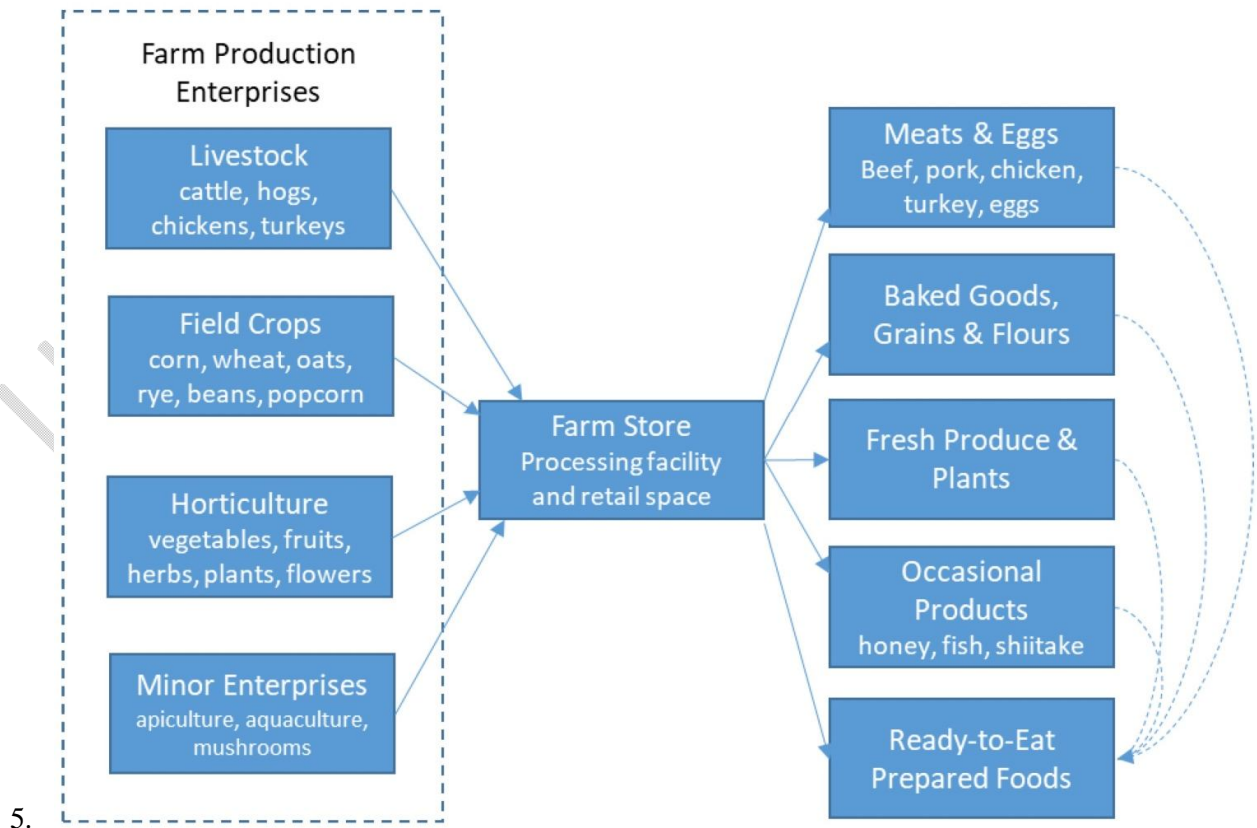 Farm Production
Enterprises
Livestock
cattle, hogs,
chickens, turkeys
Field Crops
corn, wheat, oats,
rye, beans, popcorn
Horticulture
vegetables, fruits,
herbs, plants, flowers
Minor Enterprises
apiculture, aquaculture,
mushrooms
Farm Store
Processing facility
and retail space
Meats & Eggs
Beef, pork, chicken,
turkey, eggs
Baked Goods,
Grains & Flours
Fresh Produce &
Plants
Occasional
Products
honey, fish, shiitake
Ready-to-Eat
Prepared Foods
5.